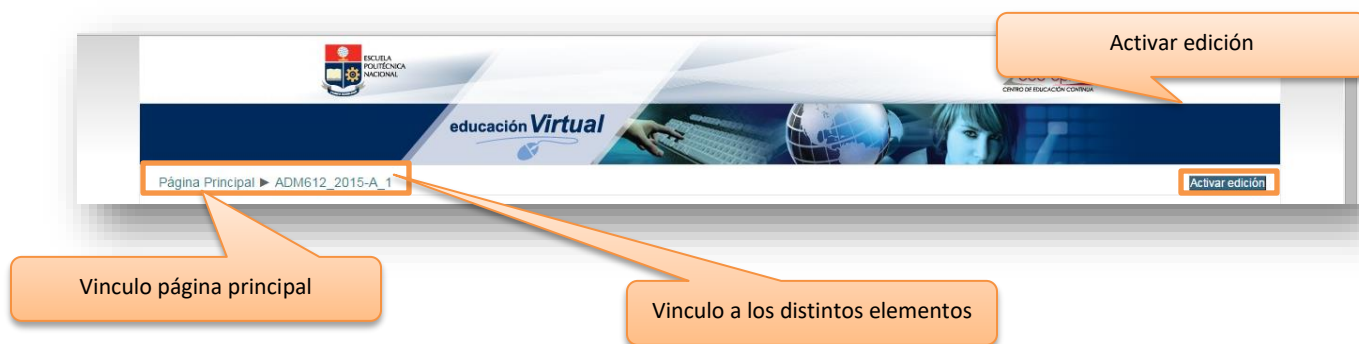 Activar edición
ESCUELA
POLITÉCNICA
NACIONAL
CENTRO DE EDUCACIÓN CONTINUA
educación Virtual
Página Principal ► ADM612_2015-A_1
Activar edición
Vinculo página principal
Vinculo a los distintos elementos